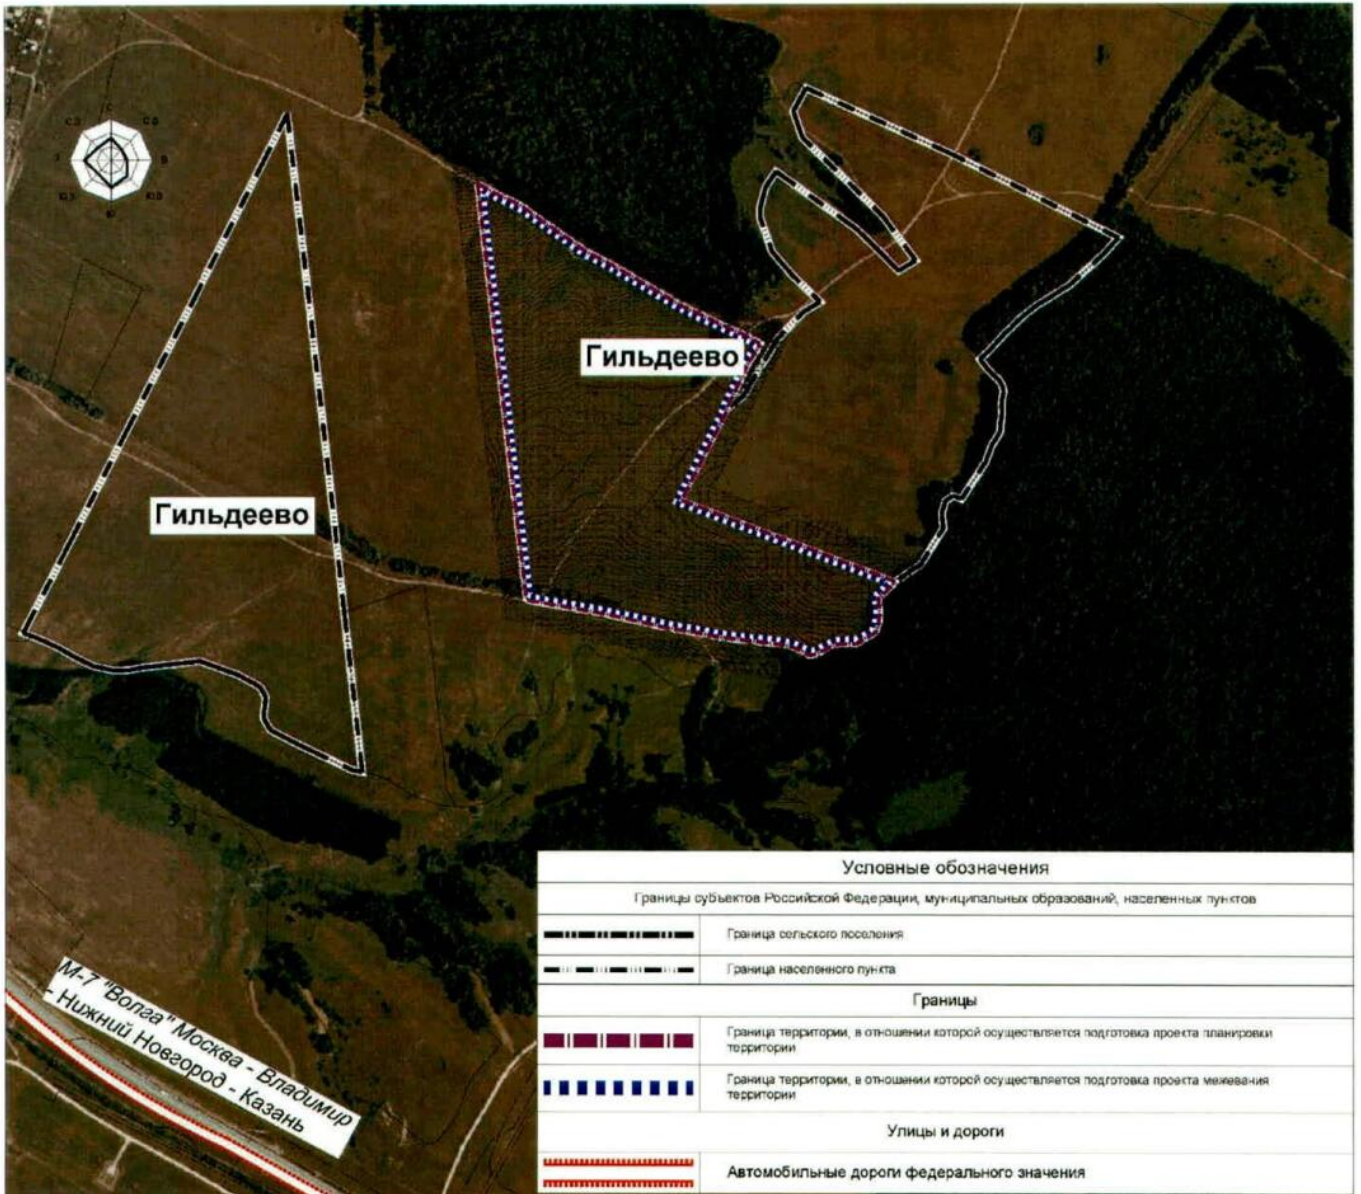 С
С.З
С.В
З
В
Ю.З
Ю.В
Ю
Гильдеево
Гильдеево
М-7 "Волга" Москва - Владимир
- Нижний Новгород - Казань
Условные обозначения
Границы субъектов Российской Федерации, муниципальных образований, населенных пунктов
Граница сельского поселения
Граница населенного пункта
Границы
Граница территории, в отношении которой осуществляется подготовка проекта планировки
территории
Граница территории, в отношении которой осуществляется подготовка проекта межевания
территории
Улицы и дороги
Автомобильные дороги федерального значения